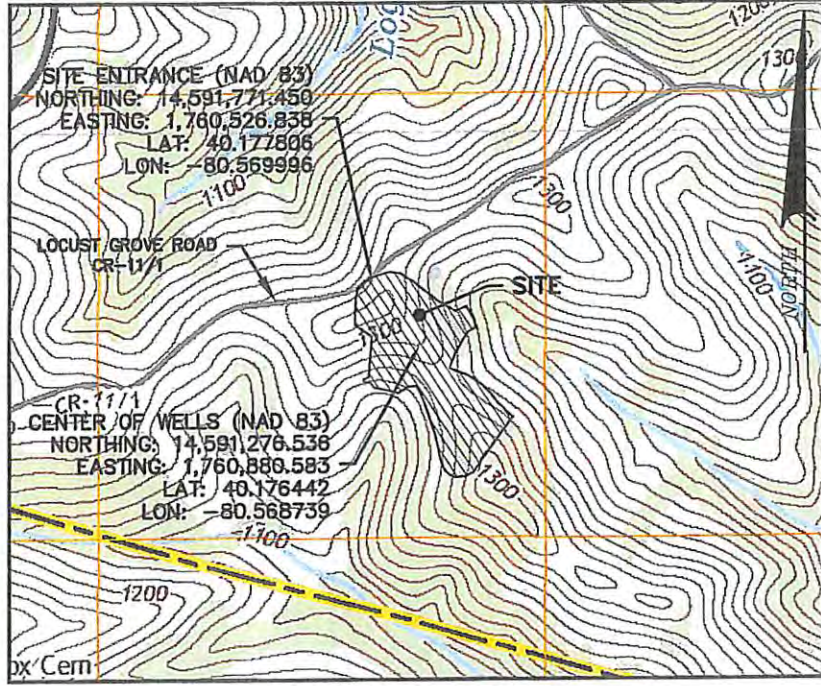 Log
1200
1300
SITE ENTRANCE (NAD 83)
NORTHING: 14,591,771.450
EASTING: 1,760,526.838
LAT: 40.177806
LON: -80.569996
1100
1300
LOCUST GROVE ROAD
CR-11/1
1100
NORTH
SITE
1300
CR-11/1
CENTER OF WELLS (NAD 83)
NORTHING: 14,591,276.536
EASTING: 1,760,880.583
LAT: 40.176442
LON: -80.568739
1300
1100
1200
ox Cem